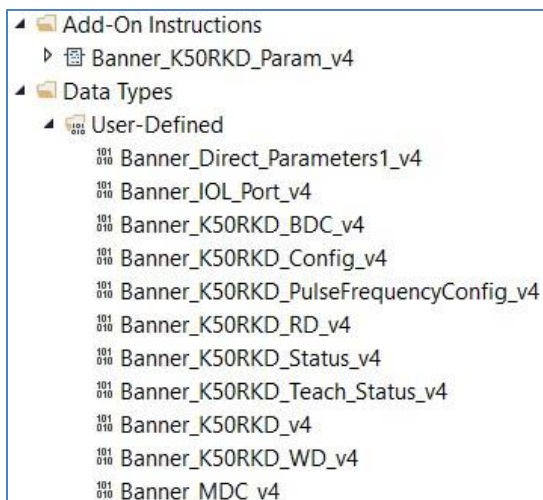 Add-On Instructions
Banner_K50RKD_Param_v4
Data Types
User-Defined
Banner_Direct_Parameters1_v4
Banner_IOL_Port_v4
Banner_K50RKD_BDC_v4
Banner_K50RKD_Config_v4
Banner_K50RKD_PulseFrequencyConfig_v4
Banner_K50RKD_RD_v4
Banner_K50RKD_Status_v4
Banner_K50RKD_Teach_Status_v4
Banner_K50RKD_v4
Banner_K50RKD_WD_v4
Banner_MDC_v4